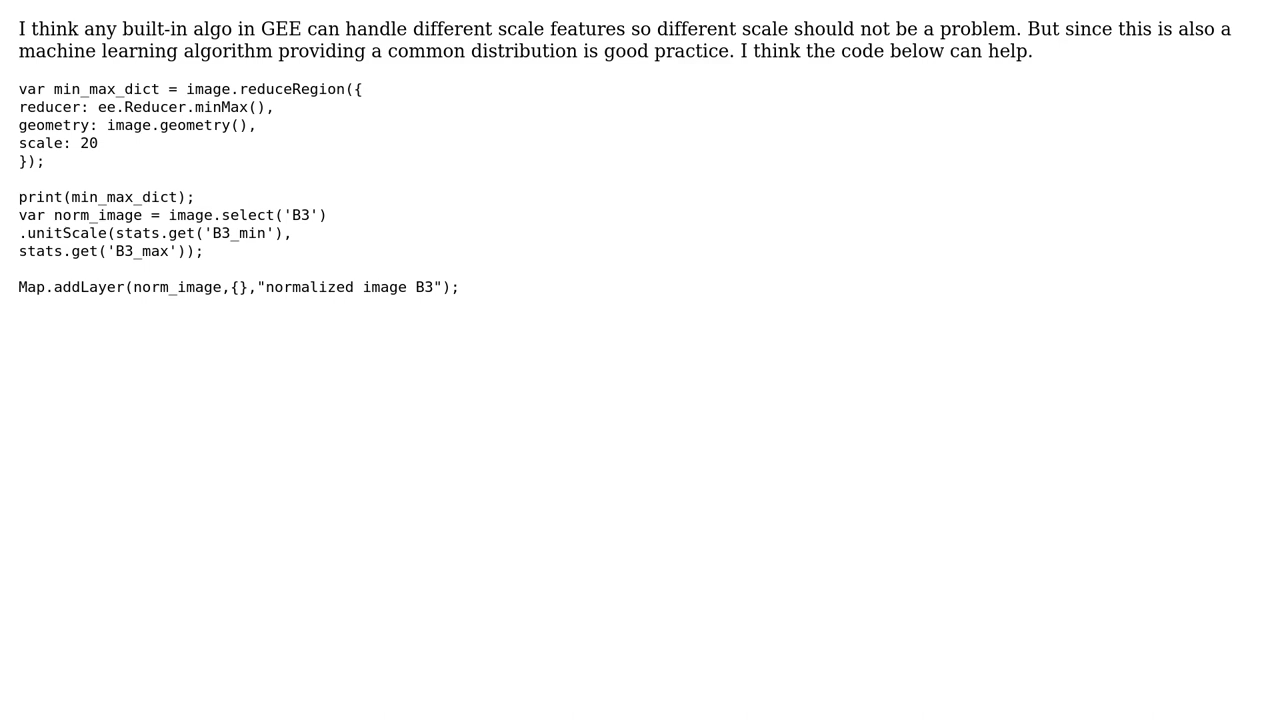 I think any built-in algo in GEE can handle different scale features so different scale should not be a problem. But since this is also a
machine learning algorithm providing a common distribution is good practice. I think the code below can help.
var min_max_dict = image.reduceRegion({
reducer: ee.Reducer.minMax(),
geometry: image.geometry(),
scale: 20
});
print(min_max_dict);
var norm_image = image.select('B3')
.unitScale(stats.get('B3_min'),
stats.get('B3_max'));
Map.addLayer(norm_image,{},"normalized image B3");